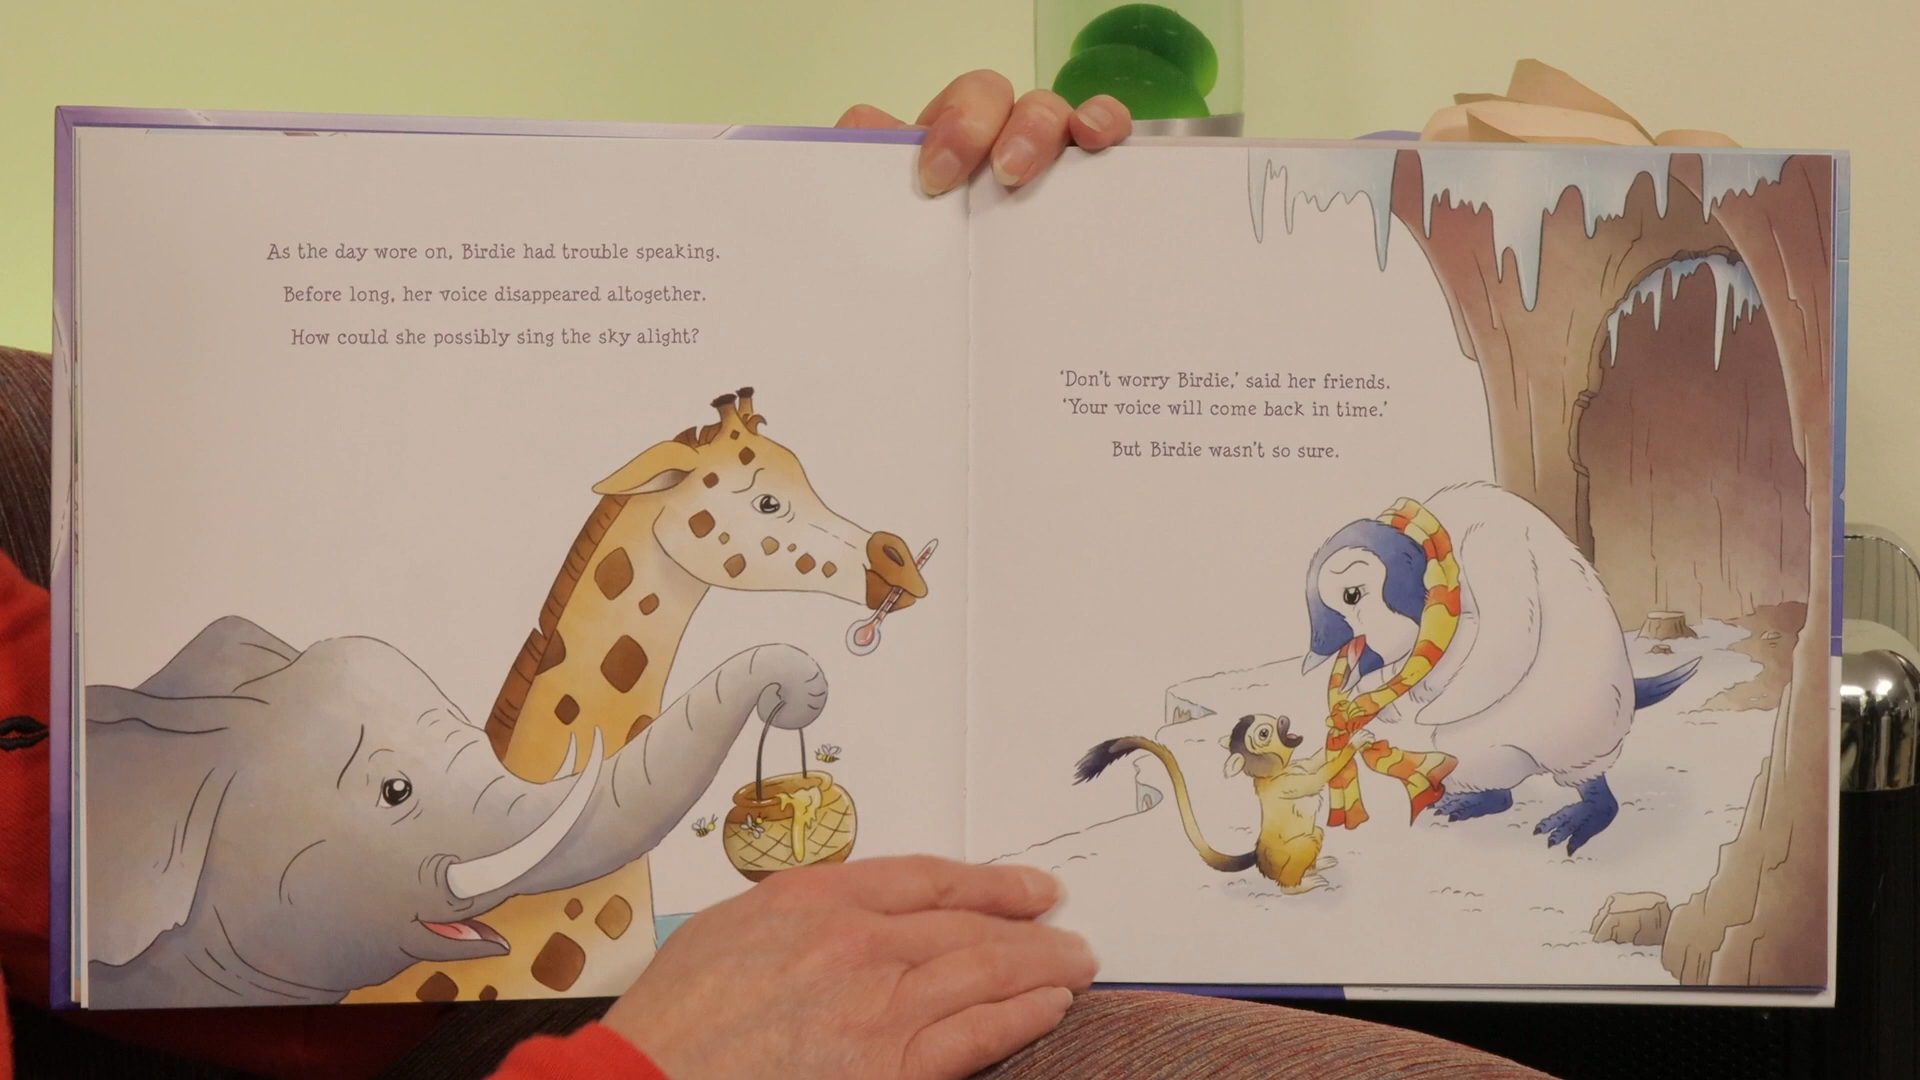 As the day wore on, Birdie had trouble speaking.
Before long, her voice disappeared altogether.
How could she possibly sing the sky alight?
‘Don’t worry Birdie,’ said her friends.
‘Your voice will come back in time.’
But Birdie wasn’t so sure.